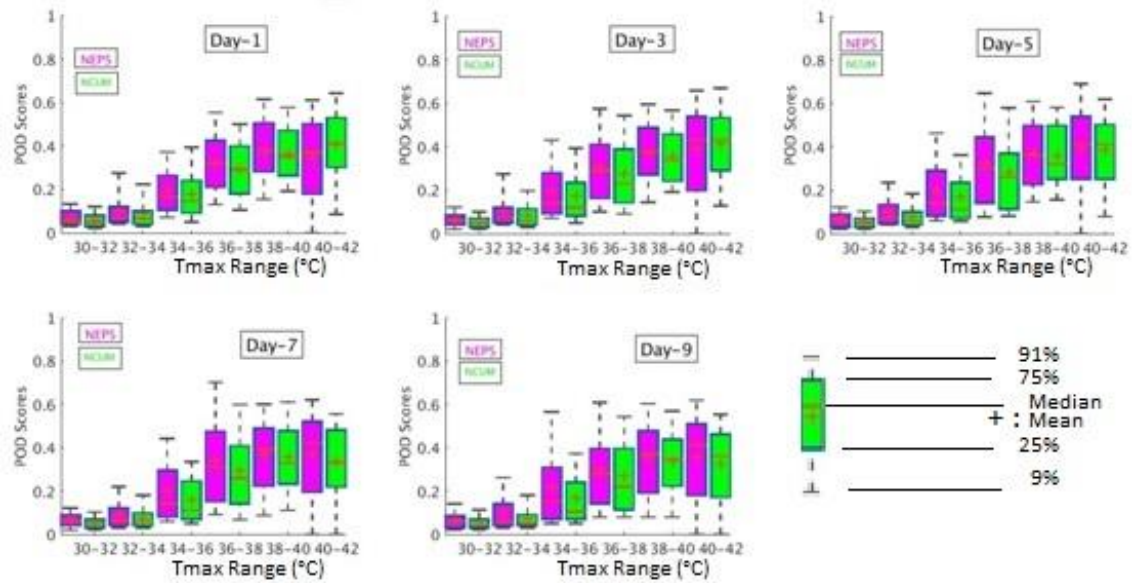 Day-1
NEPS
NCUM
POD Scores
1
0.8
0.6
0.4
0.2
0
30-32 32-34 34-36 36-38 38-40 40-42
Tmax Range (°C)
Day-3
NEPS
NCUM
POD Scores
1
0.8
0.6
0.4
0.2
0
30-32 32-34 34-36 36-38 38-40 40-42
Tmax Range (°C)
Day-5
NEPS
NCUM
POD Scores
1
0.8
0.6
0.4
0.2
0
30-32 32-34 34-36 36-38 38-40 40-42
Tmax Range (°C)
Day-7
NEPS
NCUM
POD Scores
1
0.8
0.6
0.4
0.2
0
30-32 32-34 34-36 36-38 38-40 40-42
Tmax Range (°C)
Day-9
NEPS
NCUM
POD Scores
1
0.8
0.6
0.4
0.2
0
30-32 32-34 34-36 36-38 38-40 40-42
Tmax Range (°C)
91%
75%
Median
+ : Mean
25%
9%